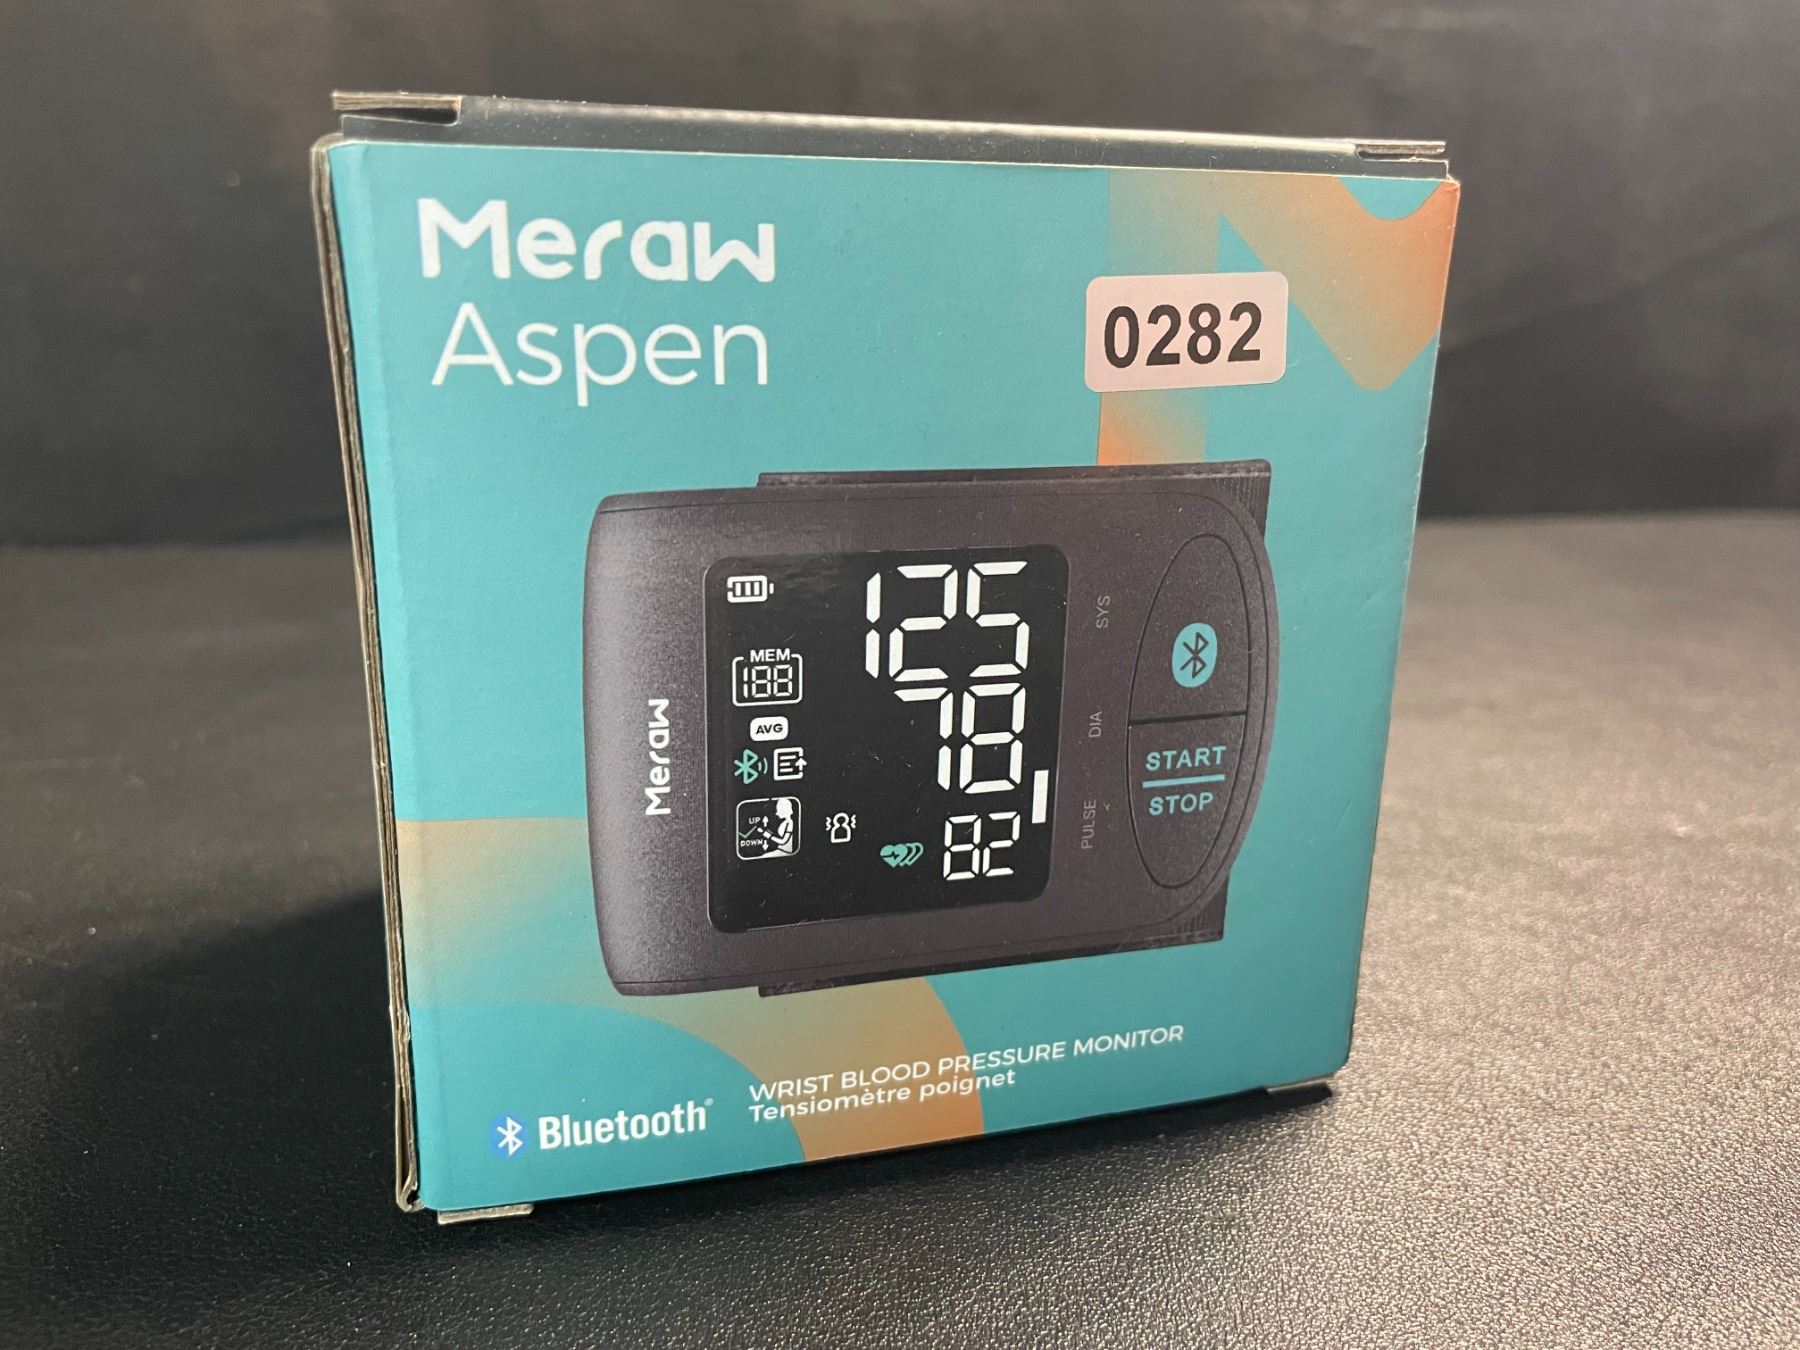 Meraw
Aspen
0282
125
SYS
MEM
188
AVG
78
DIA
UP
DOWN
82
PULSE
Meraw
START
STOP
Bluetooth®
WRIST BLOOD PRESSURE MONITOR
Tensiomètre poignet